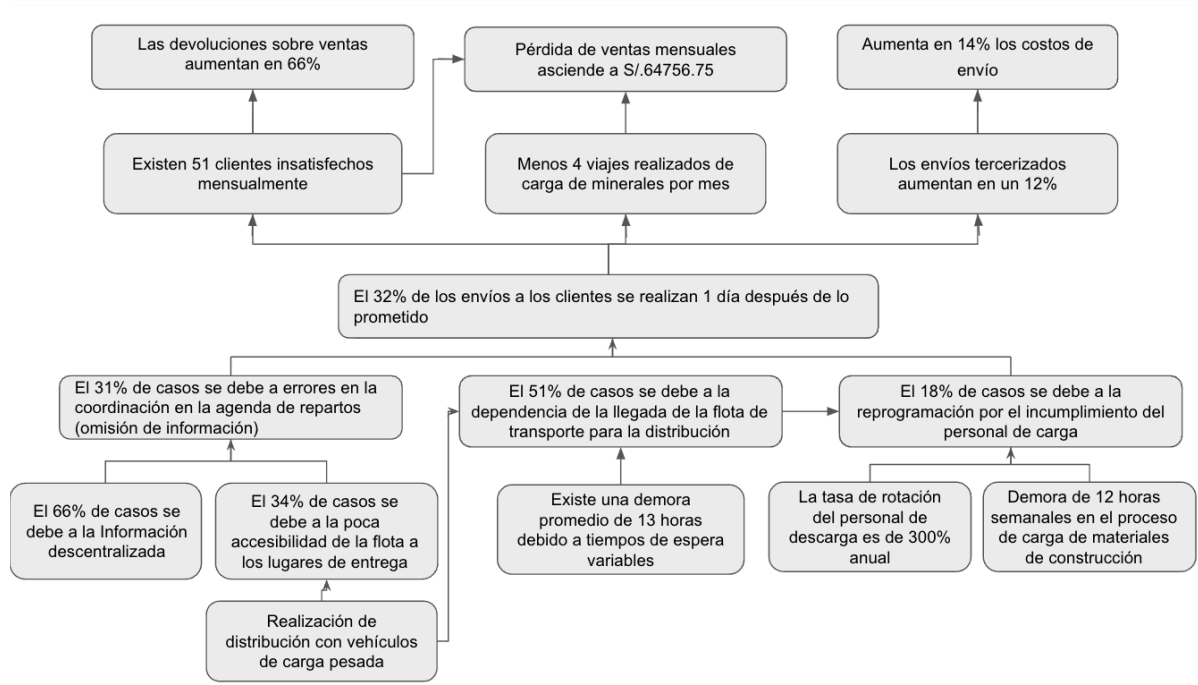 Las devoluciones sobre ventas
aumentan en 66%
Pérdida de ventas mensuales
asciende a S/.64756.75
Aumenta en 14% los costos de
envío
Existen 51 clientes insatisfechos
mensualmente
Menos 4 viajes realizados de
carga de minerales por mes
Los envíos tercerizados
aumentan en un 12%
El 32% de los envíos a los clientes se realizan 1 día después de lo
prometido
El 31% de casos se debe a errores en la
coordinación en la agenda de repartos
(omisión de información)
El 51% de casos se debe a la
dependencia de la llegada de la flota de
transporte para la distribución
El 18% de casos se debe a la
reprogramación por el incumplimiento del
personal de carga
El 66% de casos se
debe a la Información
descentralizada
El 34% de casos se
debe a la poca
accesibilidad de la flota a
los lugares de entrega
Existe una demora
promedio de 13 horas
debido a tiempos de espera
variables
La tasa de rotación
del personal de
descarga es de 300%
anual
Demora de 12 horas
semanales en el proceso
de carga de materiales
de construcción
Realización de
distribución con vehículos
de carga pesada